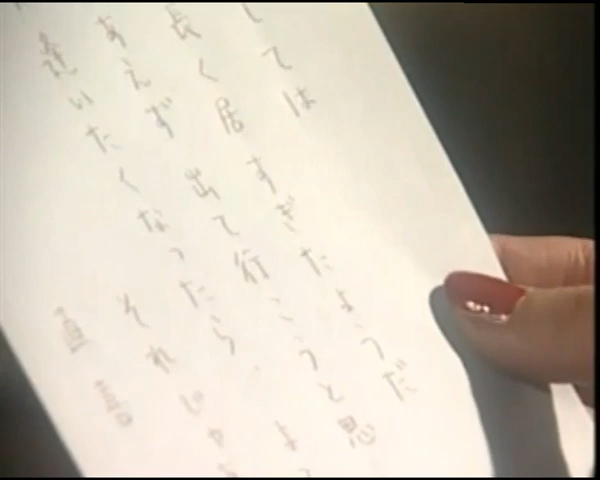 しては
長く居すぎたようだ
あえず出て行こうと思
逢いたくなったら
それじゃ